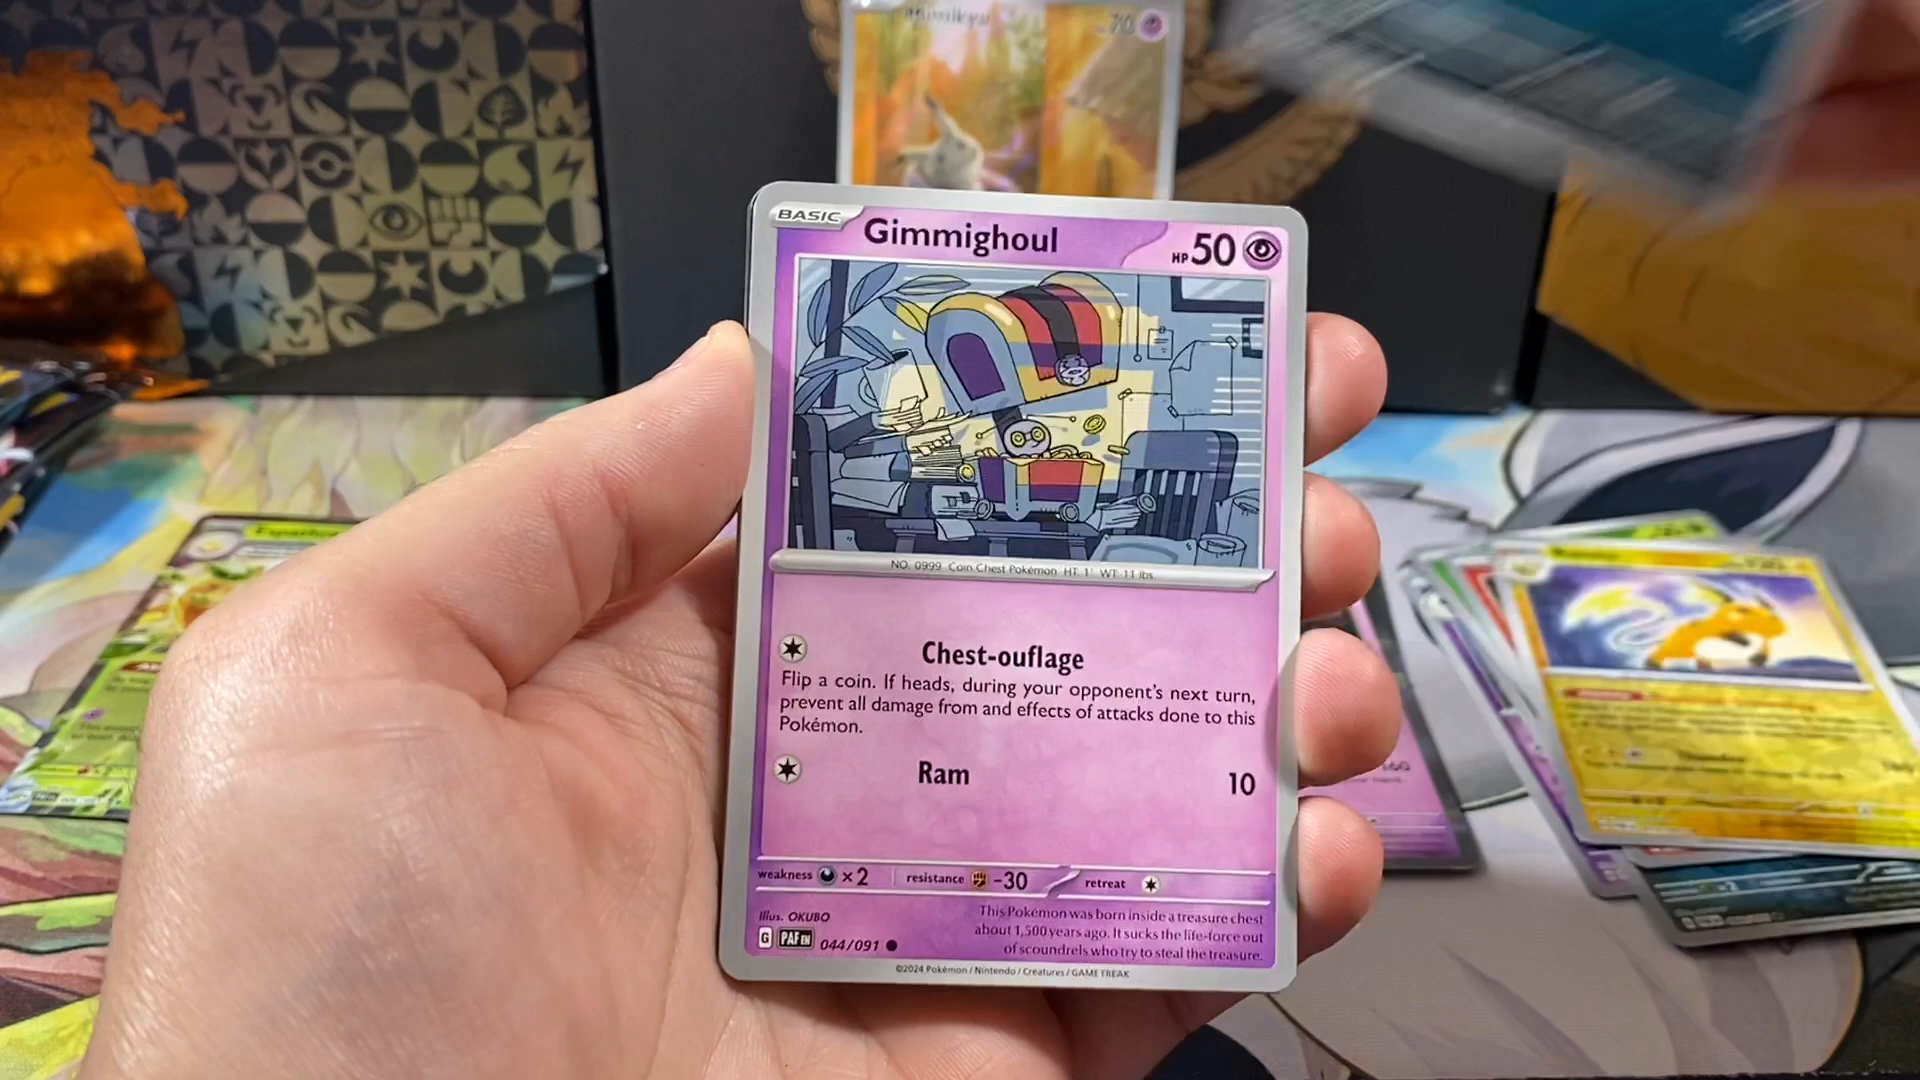 Mimikyu
70
BASIC
Gimmighoul
HP 50
NO. 0999 Coin Chest Pokémon HT: 1' WT: 11 lbs
Chest-ouflage
Flip a coin. If heads, during your opponent's next turn,
prevent all damage from and effects of attacks done to this
Pokémon.
Ram
10
weakness ×2
resistance -30
retreat
Illus. OKUBO
G PAF EN 044/091
This Pokémon was born inside a treasure chest
about 1,500 years ago. It sucks the life-force out
of scoundrels who try to steal the treasure.
©2024 Pokémon / Nintendo / Creatures / GAME FREAK